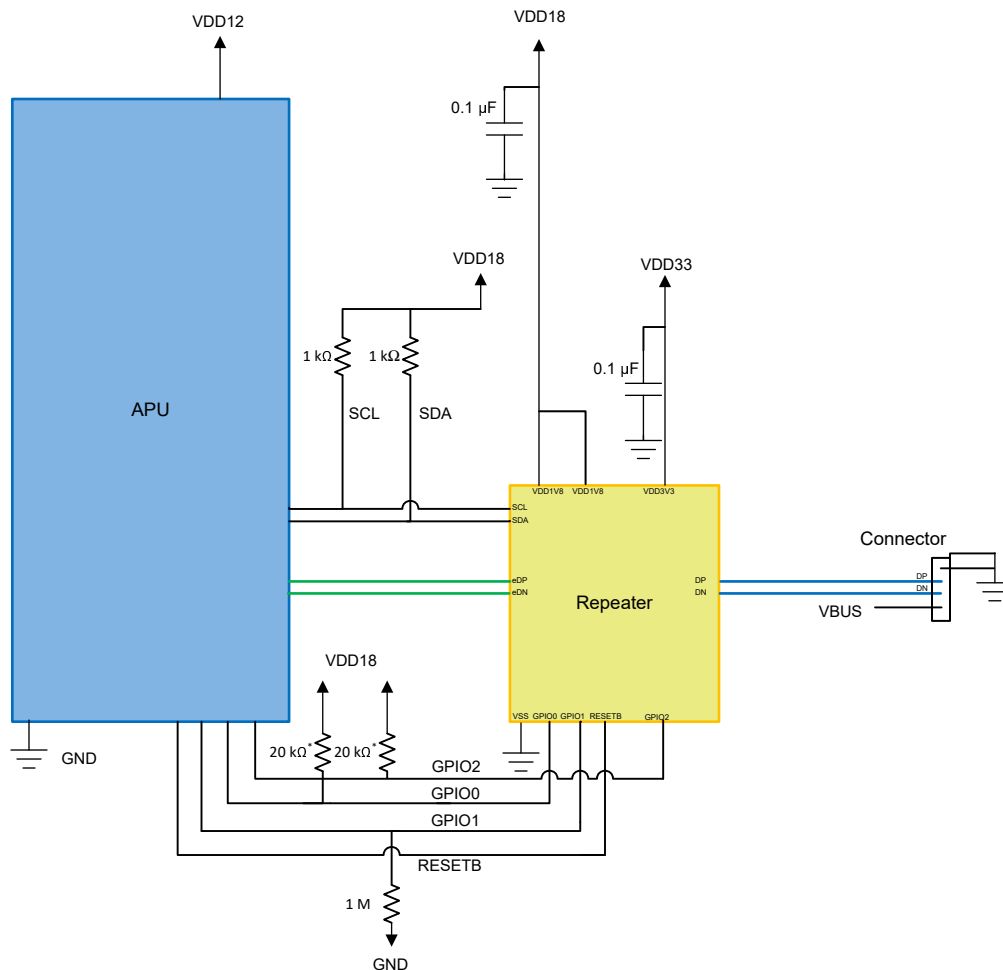 VDD12
VDD18
0.1 µF
VDD18
VDD33
1 kΩ
1 kΩ
0.1 µF
APU
SCL
SDA
VDD1V8
VDD1V8
VDD3V3
SCL
SDA
Connector
eDP
eDN
Repeater
DP
DN
DP
DN
VBUS
VDD18
VSS
GPIO0
GPIO1
RESETB
GPIO2
GND
20 kΩ*
20 kΩ*
GPIO2
GPIO0
GPIO1
RESETB
1 M
GND